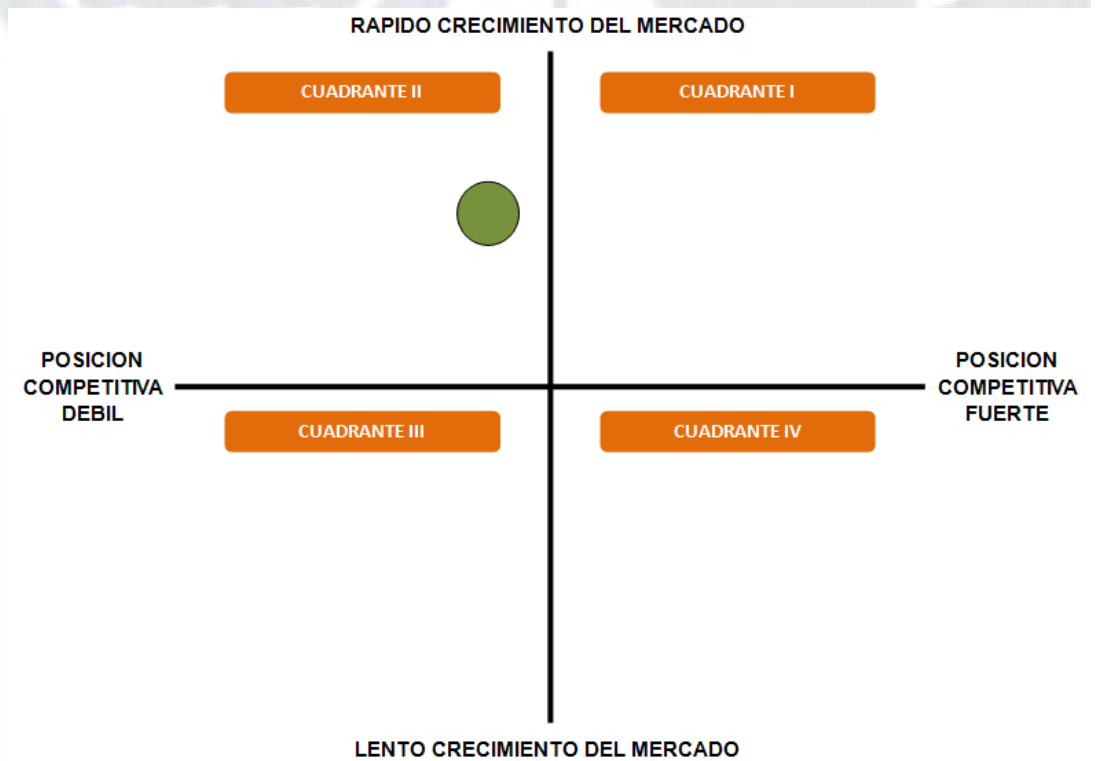 RAPIDO CRECIMIENTO DEL MERCADO
CUADRANTE II
CUADRANTE I
POSICION
COMPETITIVA
DEBIL
POSICION
COMPETITIVA
FUERTE
CUADRANTE III
CUADRANTE IV
LENTO CRECIMIENTO DEL MERCADO